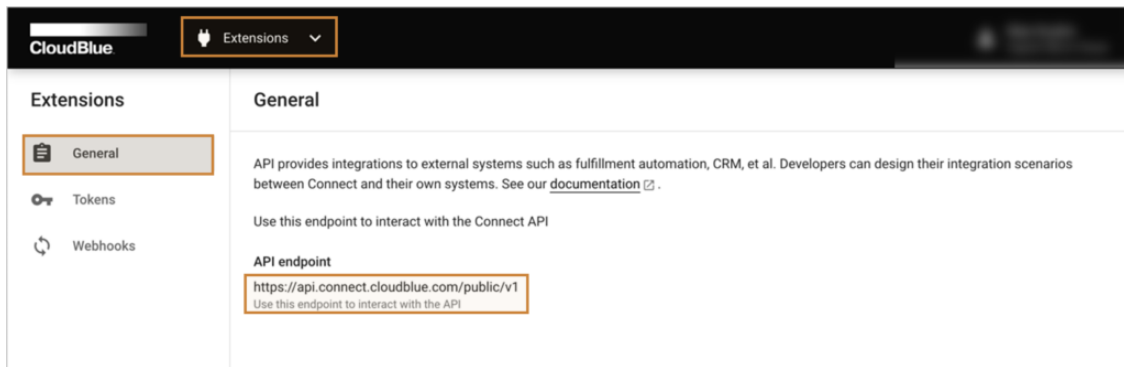 CloudBlue
Extensions
Extensions
General
General
Tokens
Webhooks
API provides integrations to external systems such as fulfillment automation, CRM, et al. Developers can design their integration scenarios
between Connect and their own systems. See our documentation .
Use this endpoint to interact with the Connect API
API endpoint
https://api.connect.cloudblue.com/public/v1
Use this endpoint to interact with the API